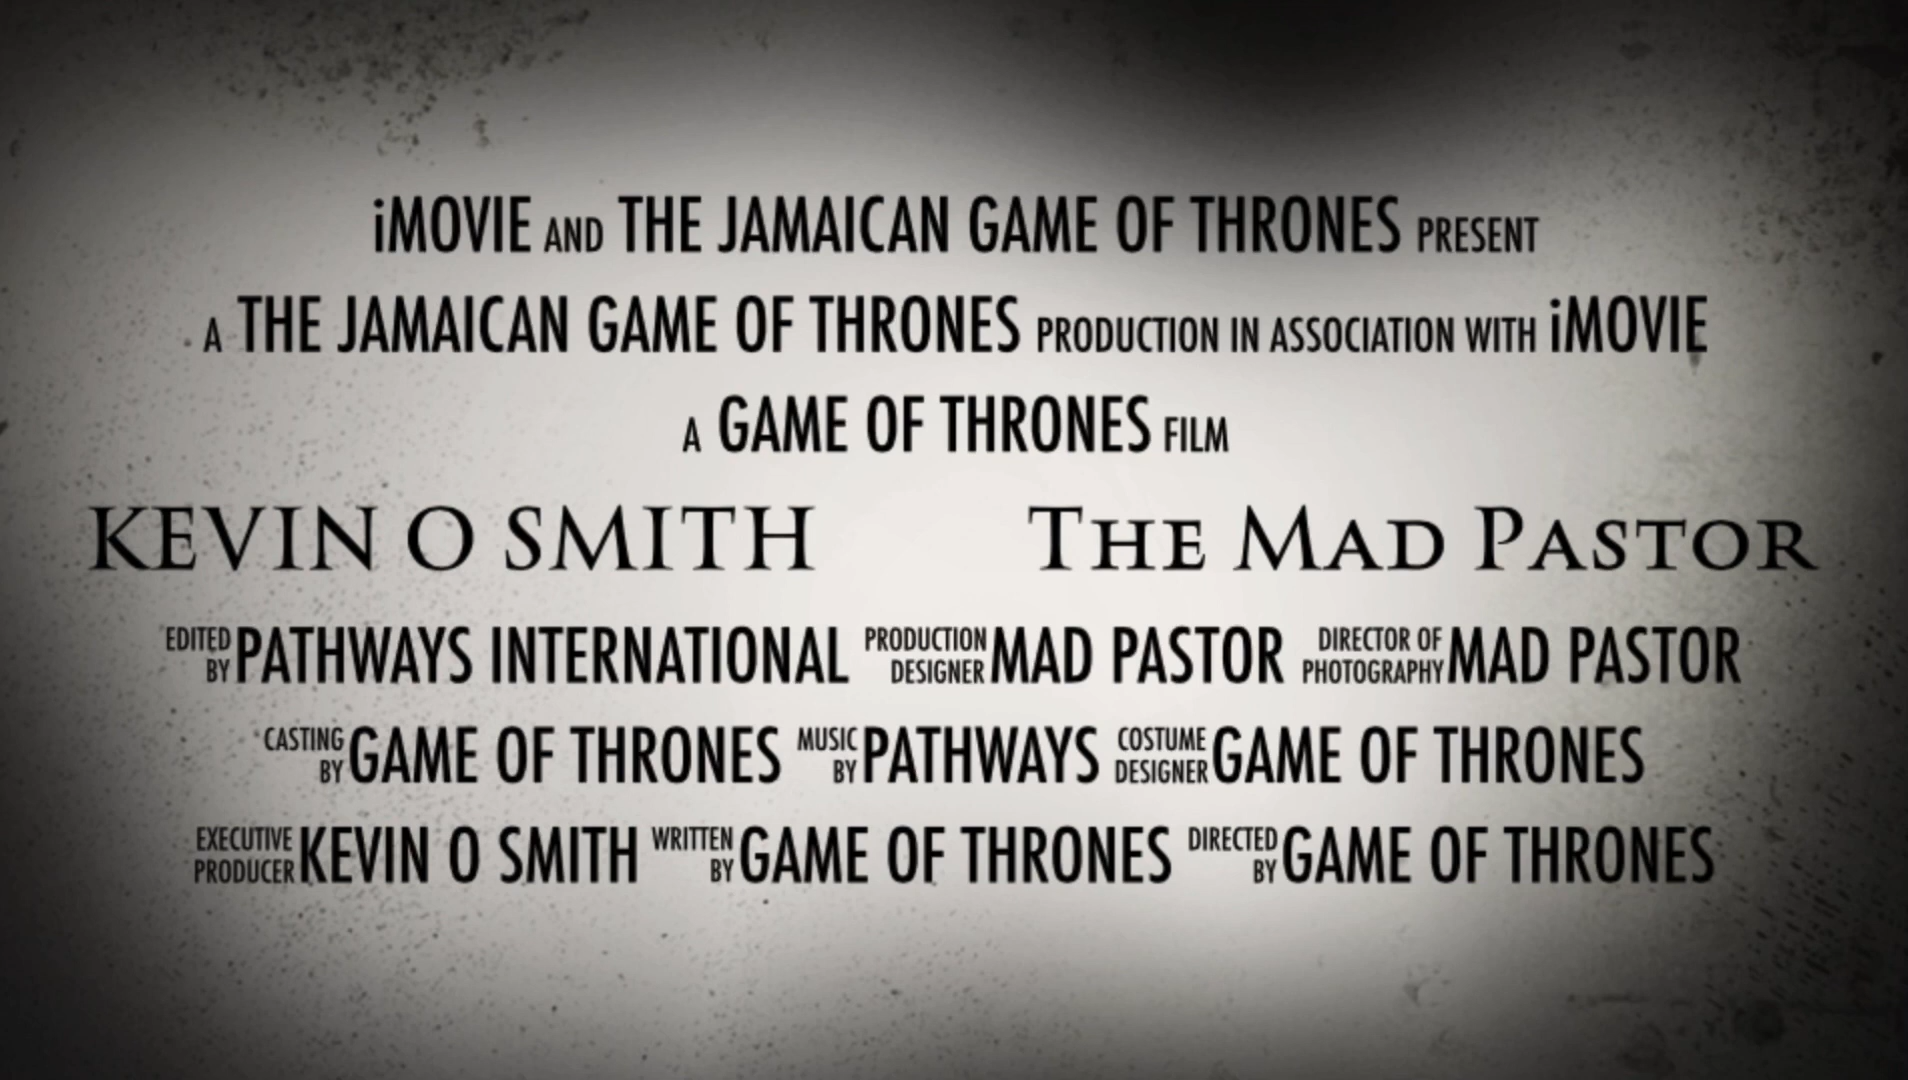 iMOVIE AND THE JAMAICAN GAME OF THRONES PRESENT
A THE JAMAICAN GAME OF THRONES PRODUCTION IN ASSOCIATION WITH iMOVIE
A GAME OF THRONES FILM
KEVIN O SMITH THE MAD PASTOR
EDITED BY PATHWAYS INTERNATIONAL PRODUCTION DESIGNER MAD PASTOR DIRECTOR OF PHOTOGRAPHY MAD PASTOR
CASTING BY GAME OF THRONES MUSIC BY PATHWAYS COSTUME DESIGNER GAME OF THRONES
EXECUTIVE PRODUCER KEVIN O SMITH WRITTEN BY GAME OF THRONES DIRECTED BY GAME OF THRONES